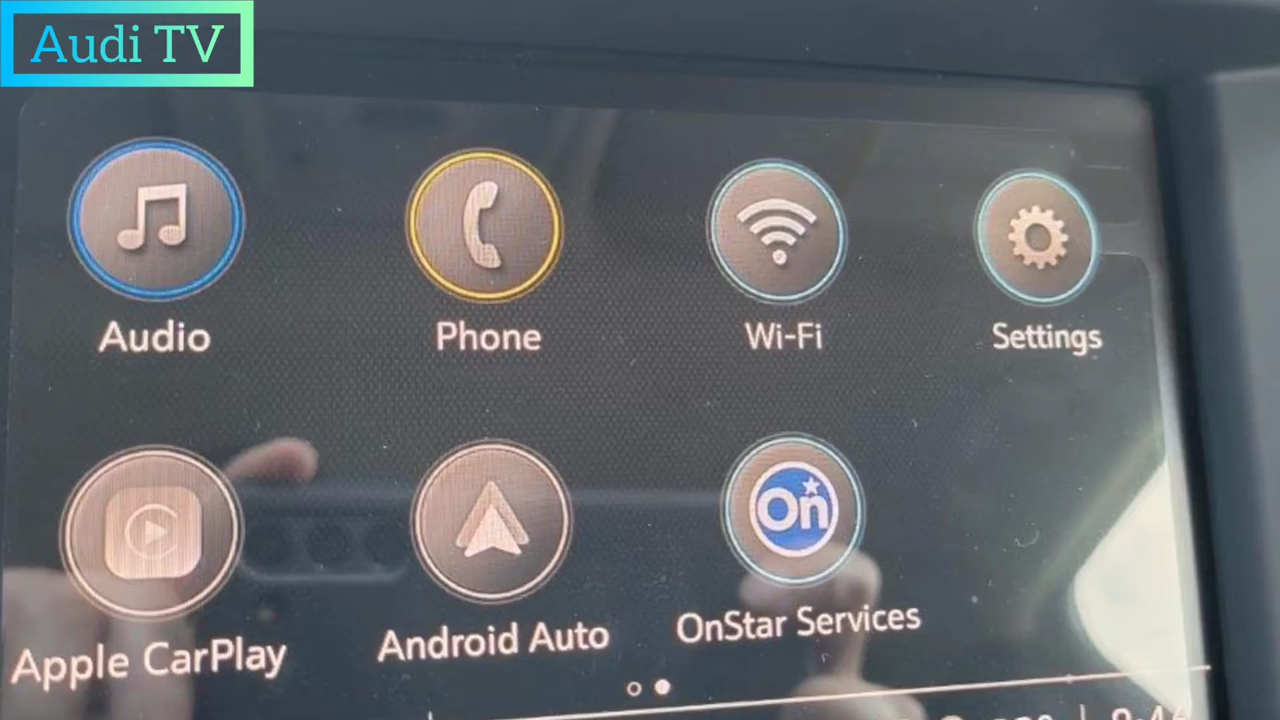 Audi TV
Audio
Phone
Wi-Fi
Settings
On
Apple CarPlay
Android Auto
OnStar Services